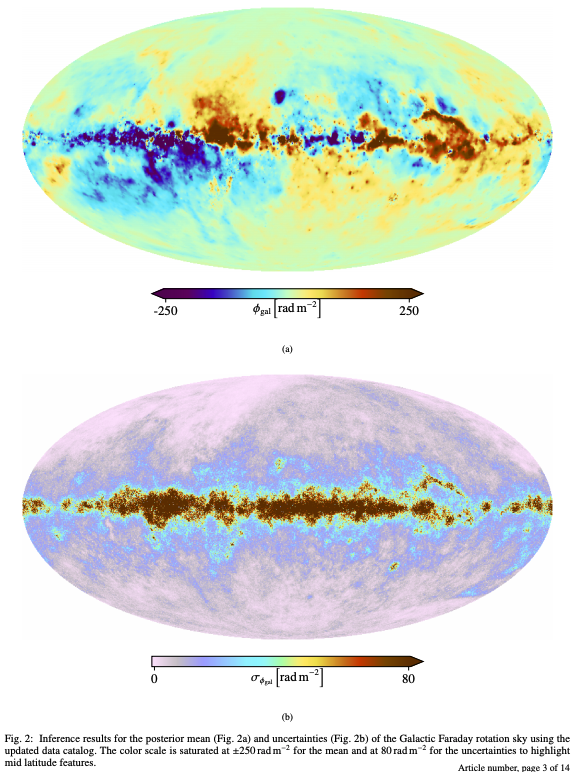 -250
ϕgal [rad m⁻²]
250
(a)
0
σϕgal [rad m⁻²]
80
(b)
Fig. 2: Inference results for the posterior mean (Fig. 2a) and uncertainties (Fig. 2b) of the Galactic Faraday rotation sky using the
updated data catalog. The color scale is saturated at ±250 rad m⁻² for the mean and at 80 rad m⁻² for the uncertainties to highlight
mid latitude features.
Article number, page 3 of 14